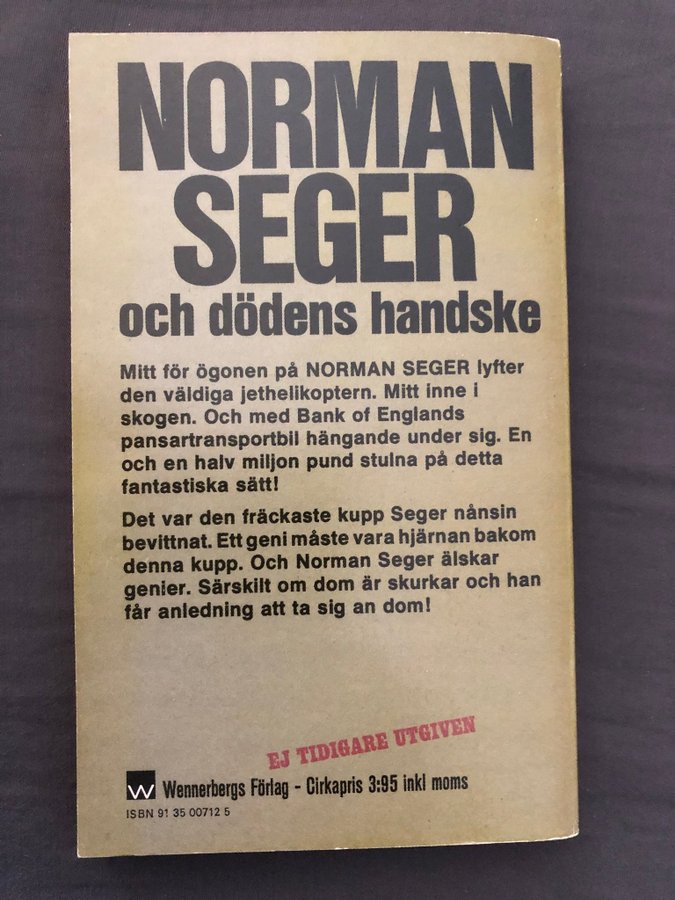 NORMAN
SEGER
och dödens handske
Mitt för ögonen på NORMAN SEGER lyfter
den väldiga jethelikoptern. Mitt inne i
skogen. Och med Bank of Englands
pansartransportbil hängande under sig. En
och en halv miljon pund stulna på detta
fantastiska sätt!
Det var den fräckaste kupp Seger nånsin
bevittnat. Ett geni måste vara hjärnan bakom
denna kupp. Och Norman Seger älskar
genier. Särskilt om dom är skurkar och han
får anledning att ta sig an dom!
EJ TIDIGARE UTGIVEN
W Wennerbergs Förlag - Cirkapris 3:95 inkl moms
ISBN 91 35 00712 5